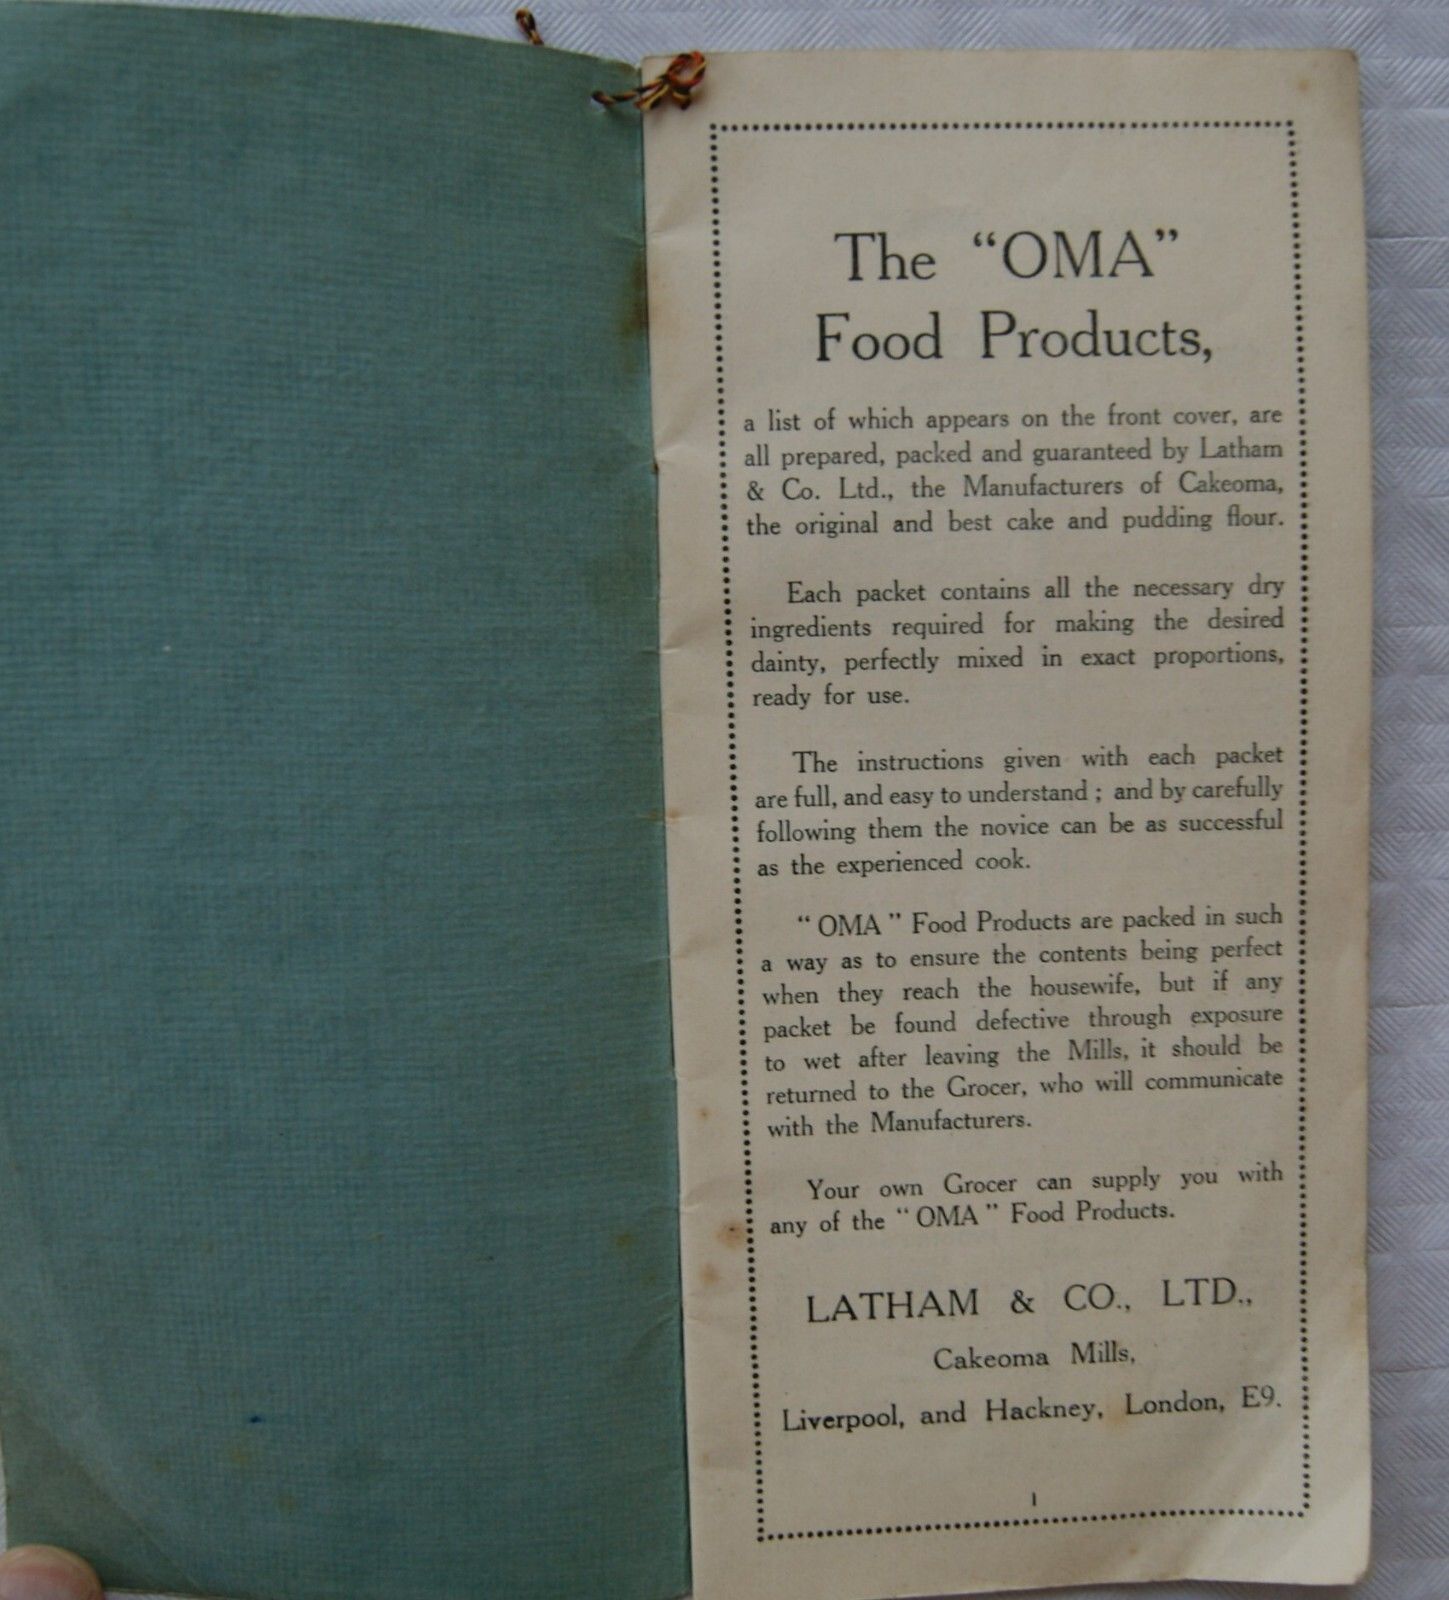 The “OMA”
Food Products,
a list of which appears on the front cover, are
all prepared, packed and guaranteed by Latham
& Co. Ltd., the Manufacturers of Cakeoma,
the original and best cake and pudding flour.
Each packet contains all the necessary dry
ingredients required for making the desired
dainty, perfectly mixed in exact proportions,
ready for use.
The instructions given with each packet
are full, and easy to understand ; and by carefully
following them the novice can be as successful
as the experienced cook.
“ OMA ” Food Products are packed in such
a way as to ensure the contents being perfect
when they reach the housewife, but if any
packet be found defective through exposure
to wet after leaving the Mills, it should be
returned to the Grocer, who will communicate
with the Manufacturers.
Your own Grocer can supply you with
any of the “ OMA ” Food Products.
LATHAM & CO., LTD.,
Cakeoma Mills,
Liverpool, and Hackney, London, E9.
1